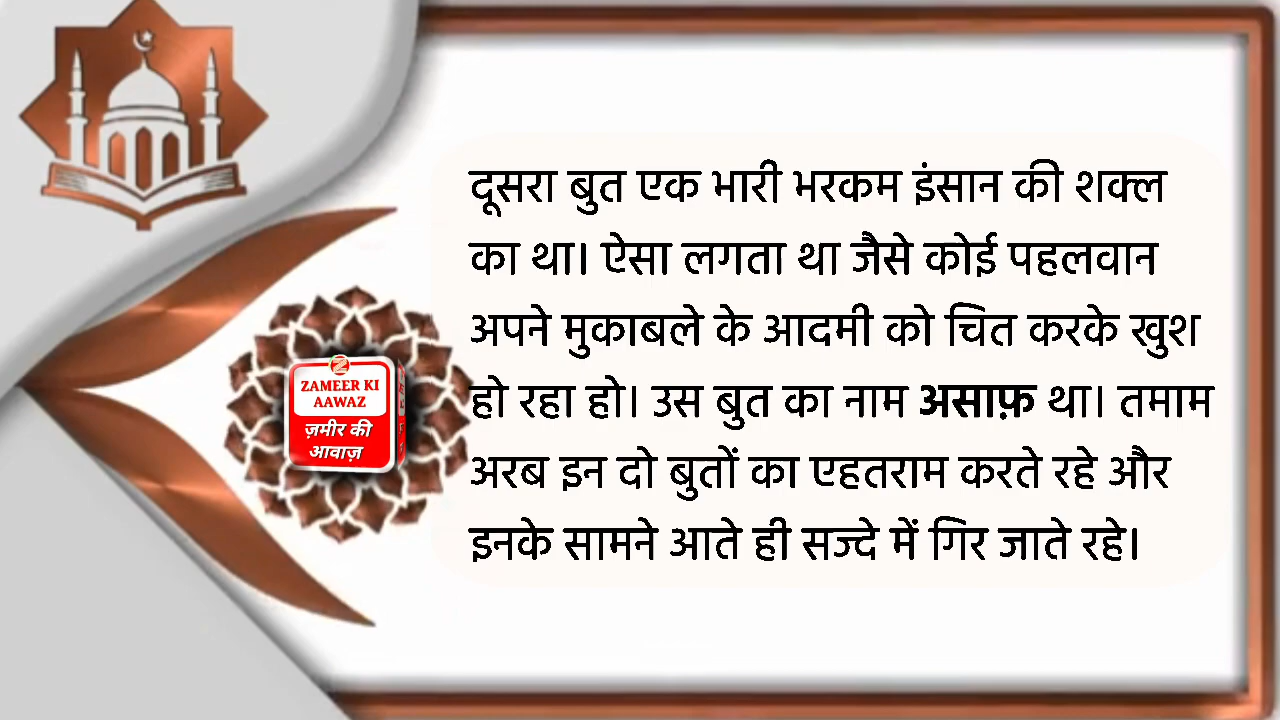 दूसरा बुत एक भारी भरकम इंसान की शक्ल
का था। ऐसा लगता था जैसे कोई पहलवान
अपने मुकाबले के आदमी को चित करके खुश
हो रहा हो। उस बुत का नाम असाफ़ था। तमाम
अरब इन दो बुतों का एहतराम करते रहे और
इनके सामने आते ही सज्दे में गिर जाते रहे।
ZAMEER KI
AAWAZ
ज़मीर की
आवाज़